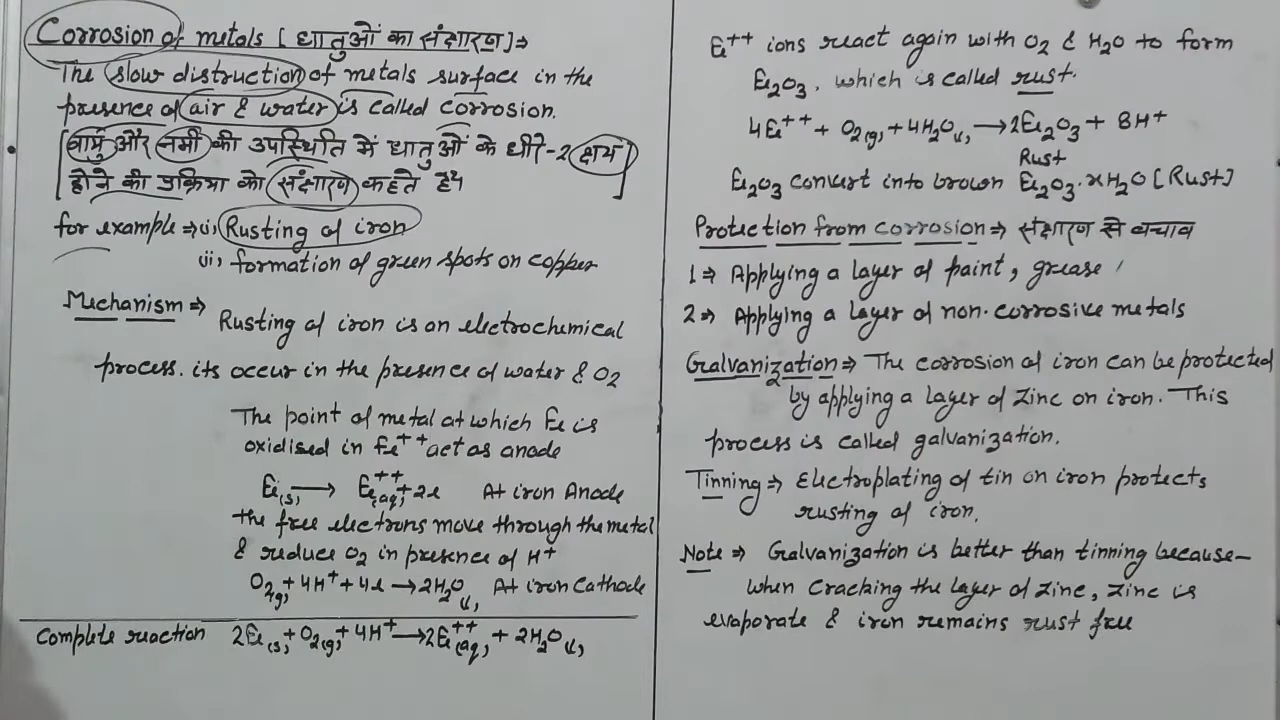 Corrosion of metals [धातुओं का संक्षारण]⇒
The slow distruction of metals surface in the
presence of air & water is called corrosion.
[वायु और नमी की उपस्थिति में धातुओं के धीरे-2 क्षय
होने की प्रक्रिया को संक्षारण कहते है]
for example ⇒ (i) Rusting of iron
(ii) formation of green spots on copper
Mechanism ⇒ Rusting of iron is an electrochemical
process. its occur in the presence of water & O₂
The point of metal at which Fe is
oxidised in Fe⁺⁺ act as anode
Fe(s) ⟶ Fe⁺⁺(aq) + 2e At iron Anode
the free electrons move through the metal
& reduce O₂ in presence of H⁺
O₂(g) + 4H⁺ + 4e → 2H₂O(l) At iron Cathode
Complete reaction 2Fe(s) + O₂(g) + 4H⁺ ⟶ 2Fe⁺⁺(aq) + 2H₂O(l)
Fe⁺⁺ ions react again with O₂ & H₂O to form
Fe₂O₃, which is called rust.
4Fe⁺⁺ + O₂(g) + 4H₂O(l) ⟶ 2Fe₂O₃ + 8H⁺
Rust
Fe₂O₃ convert into brown Fe₂O₃·xH₂O [Rust]
Protection from corrosion ⇒ संक्षारण से बचाव
1⇒ Applying a layer of paint, grease
2⇒ Applying a layer of non-corrosive metals
Galvanization ⇒ The corrosion of iron can be protected
by applying a layer of Zinc on iron. This
process is called galvanization.
Tinning ⇒ Electroplating of tin on iron protects
rusting of iron.
Note ⇒ Galvanization is better than tinning because-
when cracking the layer of Zinc, Zinc is
evaporate & iron remains rust free